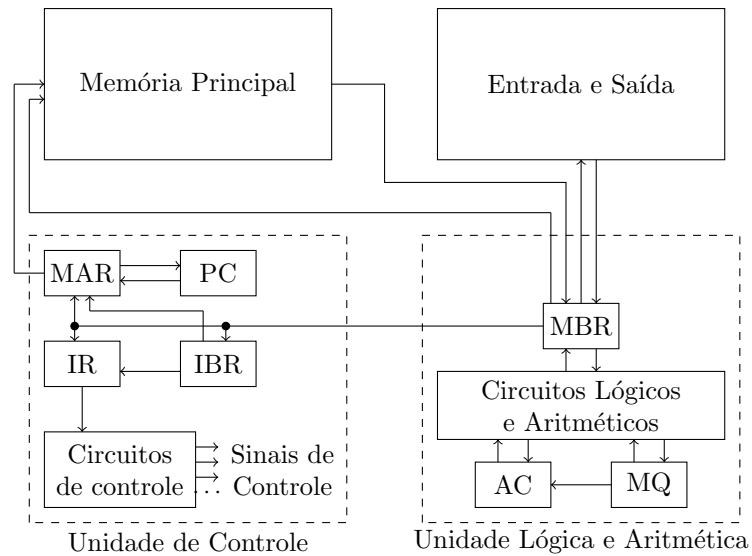 Memória Principal
Entrada e Saída
MAR
PC
MBR
IR
IBR
Circuitos Lógicos
e Aritméticos
Circuitos
de controle
Sinais de
... Controle
AC
MQ
Unidade de Controle
Unidade Lógica e Aritmética